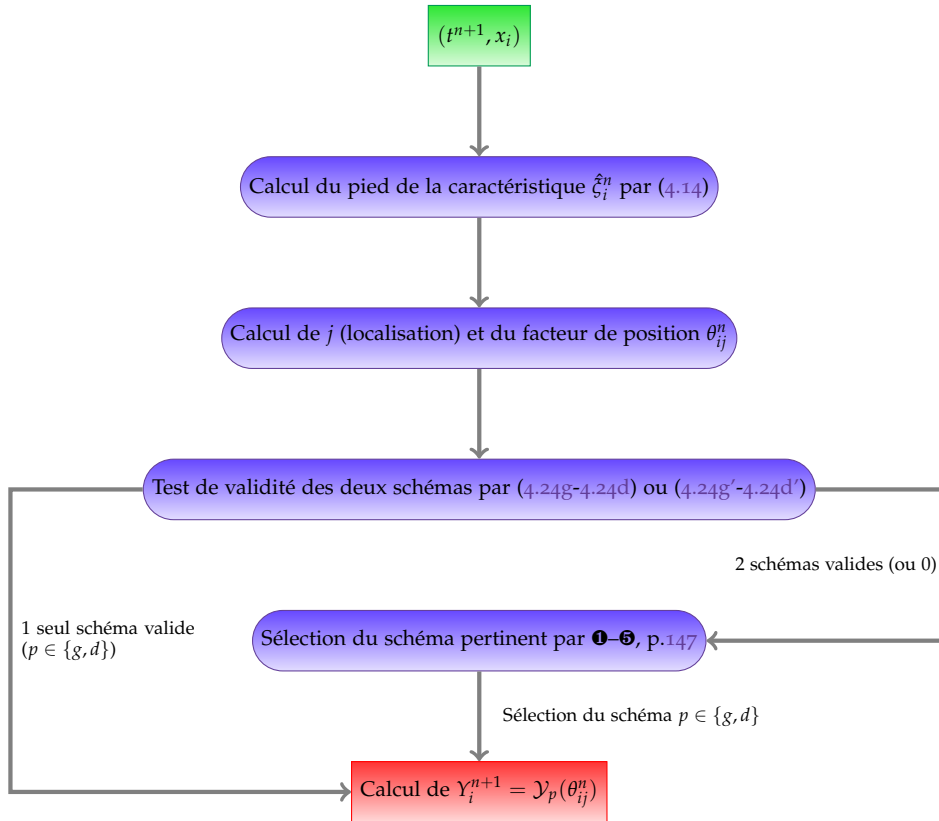 (t^{n+1}, x_i)
Calcul du pied de la caractéristique \hat{ξ}_i^n par (4.14)
Calcul de j (localisation) et du facteur de position θ_{ij}^n
Test de validité des deux schémas par (4.24g-4.24d) ou (4.24g'-4.24d')
2 schémas valides (ou 0)
1 seul schéma valide
(p ∈ {g, d})
Sélection du schéma pertinent par ❶–❺, p.147
Sélection du schéma p ∈ {g, d}
Calcul de Y_i^{n+1} = 𝒴_p(θ_{ij}^n)